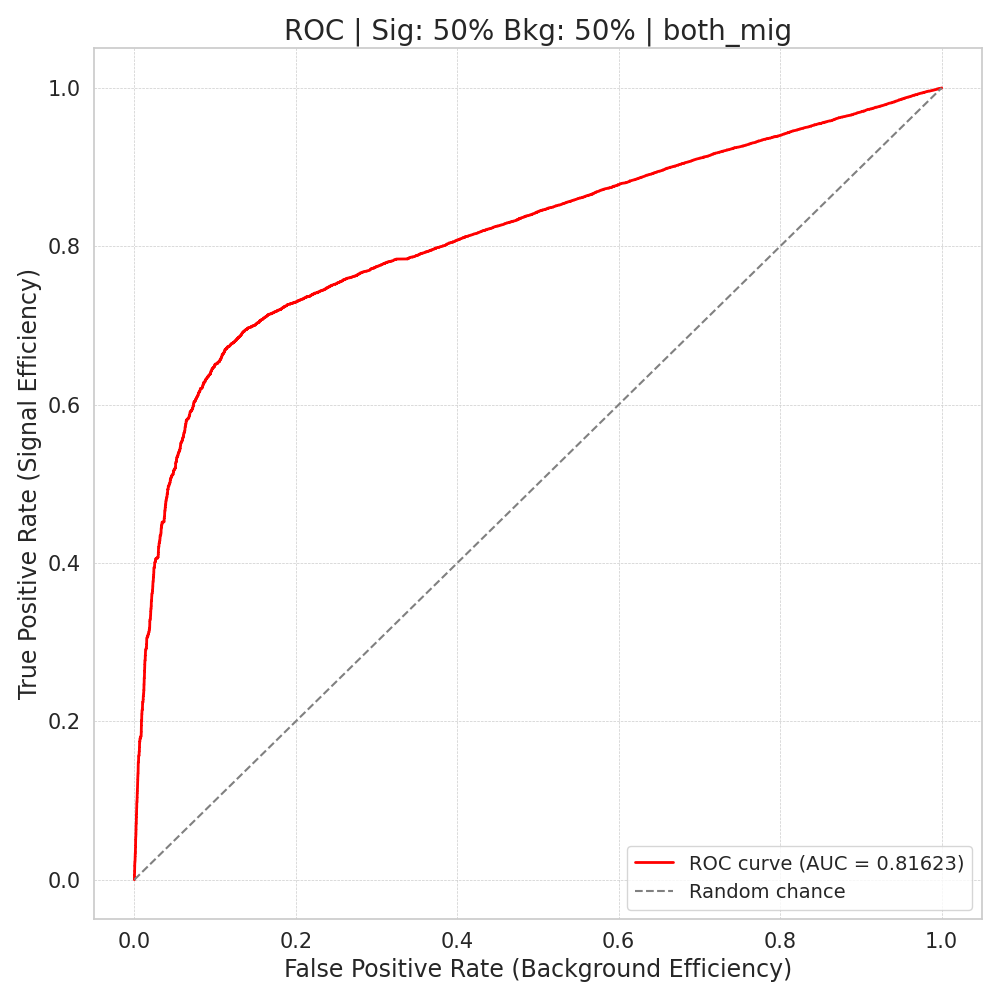 ROC | Sig: 50% Bkg: 50% | both_mig
True Positive Rate (Signal Efficiency)
1.0
0.8
0.6
0.4
0.2
0.0
ROC curve (AUC = 0.81623)
Random chance
0.0 0.2 0.4 0.6 0.8 1.0
False Positive Rate (Background Efficiency)